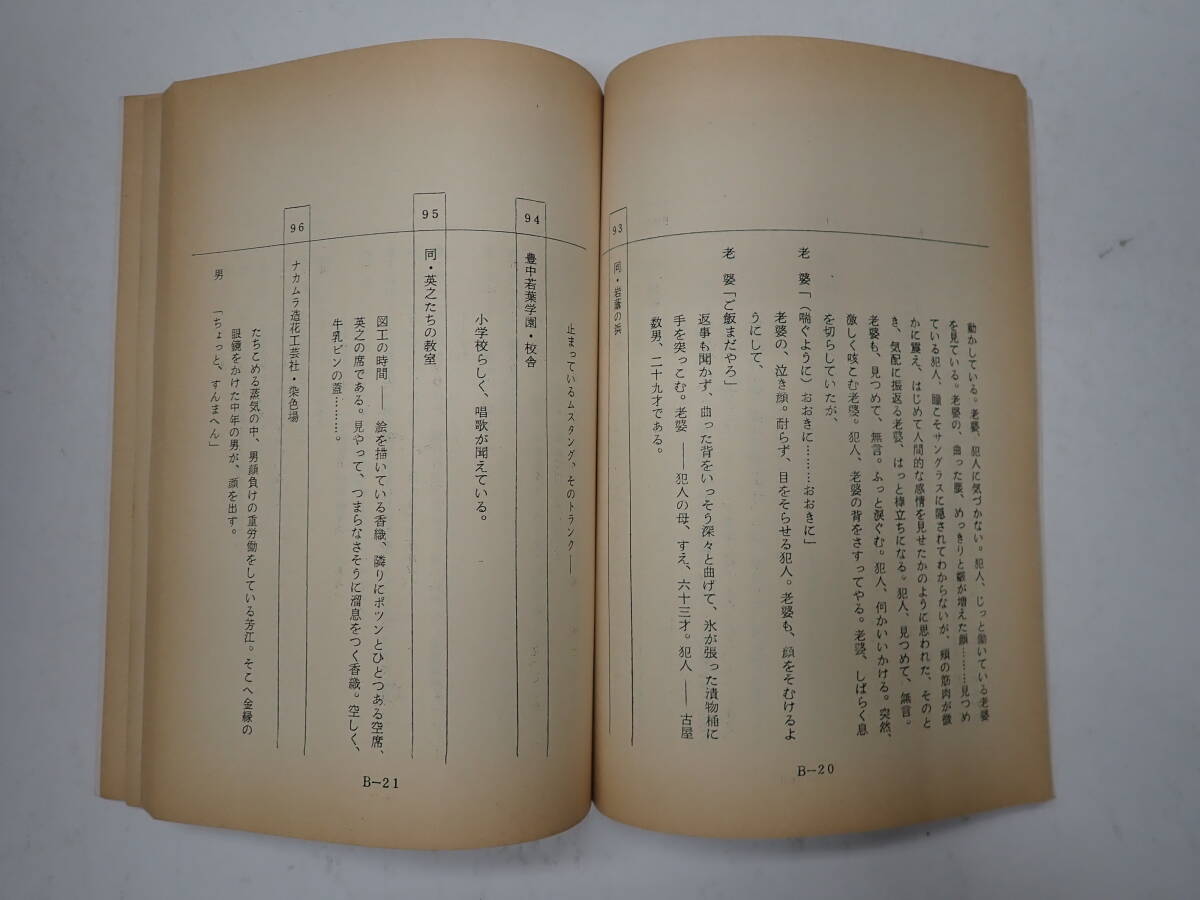 動かしている。老婆、犯人に気づかない。犯人、じっと働いている老婆
を見ている。老婆の、曲った腰、めっきりと皺が増えた顔………見つめ
ている犯人、瞳こそサングラスに隠されてわからないが、頬の筋肉が微
かに震え、はじめて人間的な感情を見せたかのように思われた、そのと
き、気配に振返る老婆、はっと棒立ちになる。犯人、見つめて、無言。
老婆も、見つめて、無言。ふっと涙ぐむ。犯人、何かいいかける。突然、
敬しく咳こむ老婆。犯人、老婆の背をさすってやる。老婆、しばらく息
を切らしていたが、
老　婆「（喘ぐように）おおきに………おおきに」
老婆の、泣き顔。耐らず、目をそらせる犯人。老婆も、顔をそむけるよ
うにして、
老　婆「ご飯まだやろ」
返事も聞かず、曲った背をいっそう深々と曲げて、氷が張った漬物桶に
手を突っこむ。老婆――犯人の母、すえ、六十三才。犯人――古屋
数男、二十九才である。
93　同・岩蔭の浜
B―20
止まっているムスタング、そのトランク――
94　豊中若葉学園・校舎
小学校らしく、唱歌が聞えている。
95　同・英之たちの教室
図工の時間――絵を描いている香織、隣りにポツンとひとつある空席、
英之の席である。見やって、つまらなさそうに溜息をつく香織。空しく、
牛乳ビンの蓋………。
96　ナカムラ造花工芸社・染色場
たちこめる蒸気の中、男顔負けの重労働をしている芳江。そこへ金縁の
眼鏡をかけた中年の男が、顔を出す。
男　「ちょっと、すんまへん」
B―21